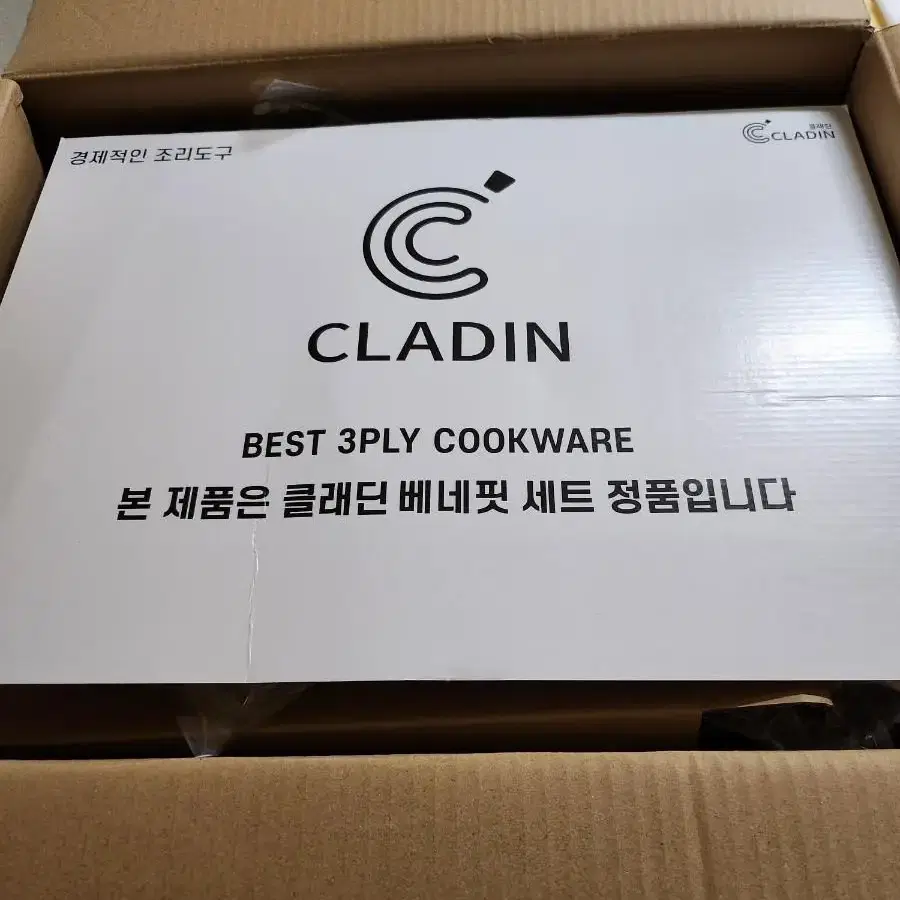 경제적인 조리도구
클래딘
CLADIN
CLADIN
BEST 3PLY COOKWARE
본 제품은 클래딘 베네핏 세트 정품입니다